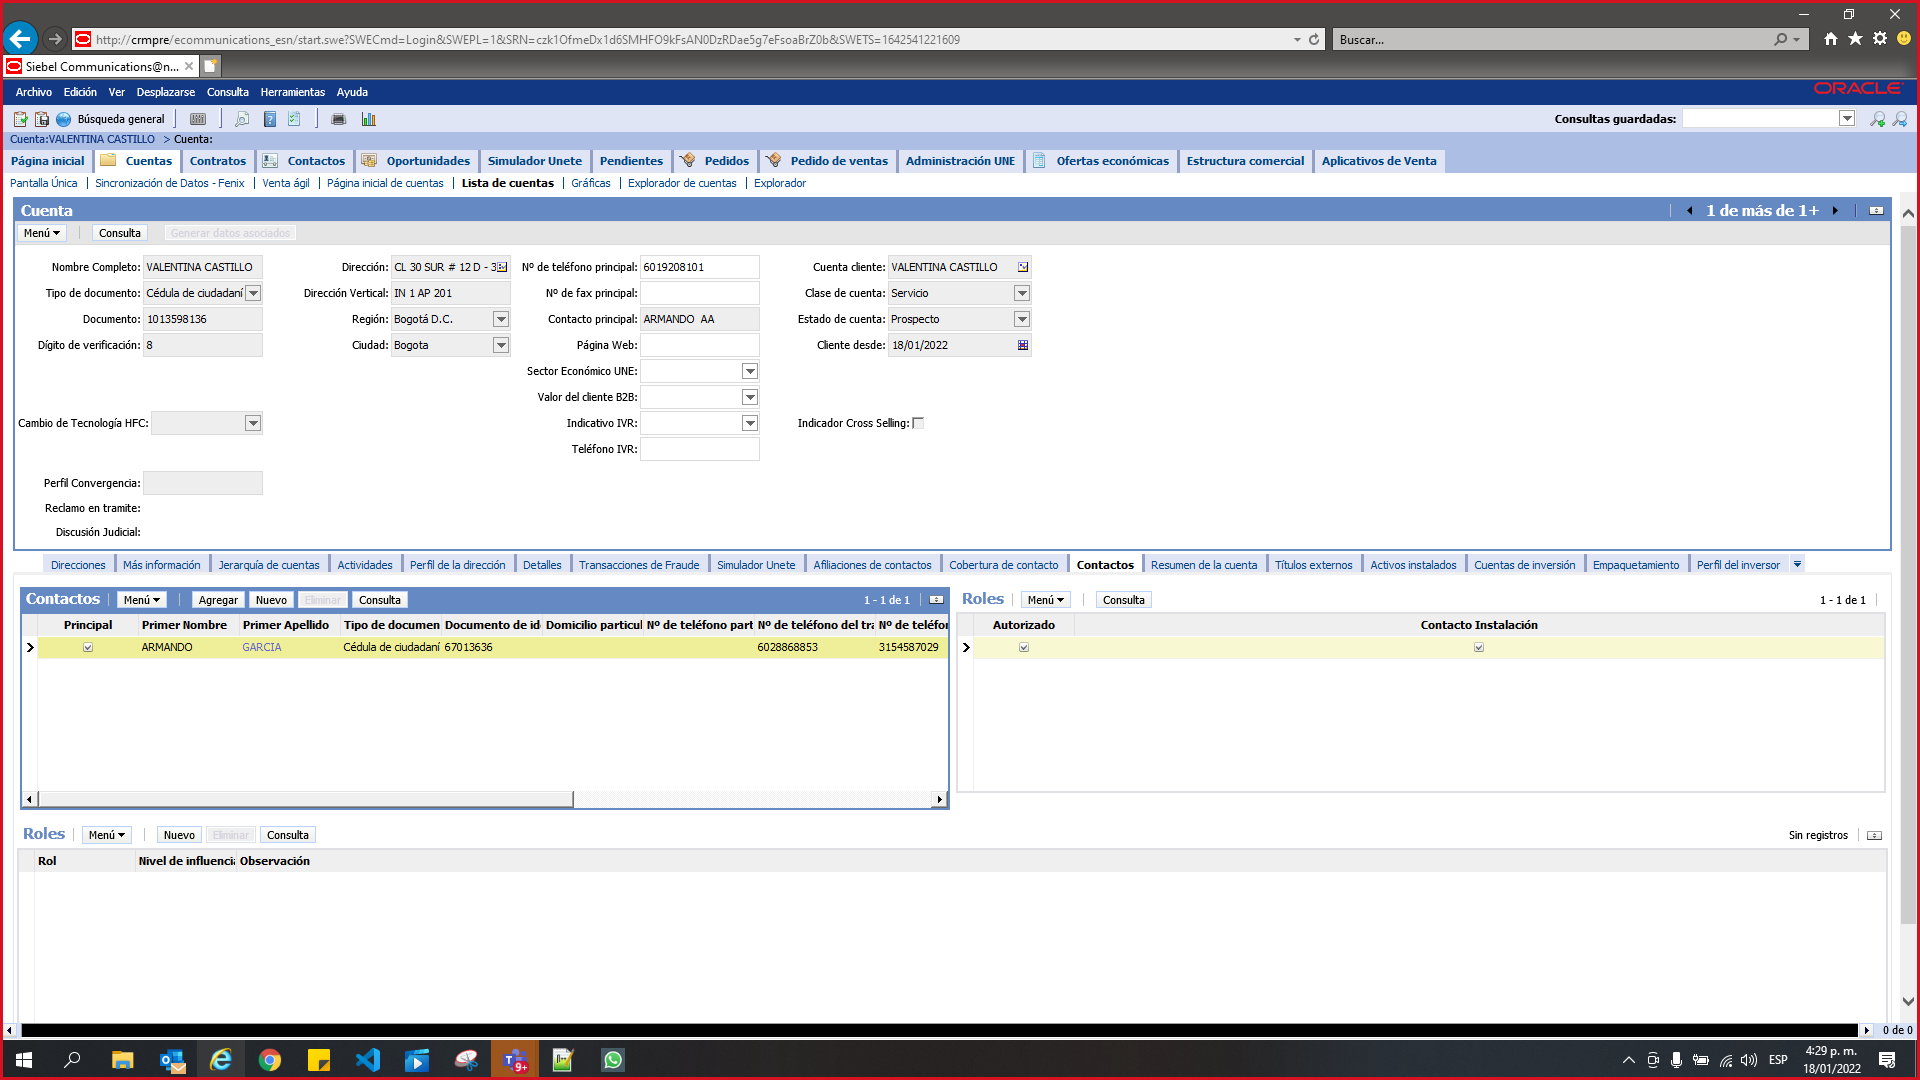 http://crmpre/ecommunications_esn/start.swe?SWECmd=Login&SWEPL=1&SRN=czk1OfmeDx1d6SMHFO9kFsAN0DzRDae5g7eFsoaBrZ0b&SWETS=1642541221609
Buscar...
Siebel Communications@n...
Archivo Edición Ver Desplazarse Consulta Herramientas Ayuda
ORACLE
Búsqueda general
Consultas guardadas:
Cuenta:VALENTINA CASTILLO > Cuenta:
Página inicial Cuentas Contratos Contactos Oportunidades Simulador Unete Pendientes Pedidos Pedido de ventas Administración UNE Ofertas económicas Estructura comercial Aplicativos de Venta
Pantalla Única Sincronización de Datos - Fenix Venta ágil Página inicial de cuentas Lista de cuentas Gráficas Explorador de cuentas Explorador
Cuenta
1 de más de 1+
Menú Consulta Generar datos asociados
Nombre Completo: VALENTINA CASTILLO Dirección: CL 30 SUR # 12 D - 3 Nº de teléfono principal: 6019208101 Cuenta cliente: VALENTINA CASTILLO
Tipo de documento: Cédula de ciudadaní Dirección Vertical: IN 1 AP 201 Nº de fax principal: Clase de cuenta: Servicio
Documento: 1013598136 Región: Bogotá D.C. Contacto principal: ARMANDO AA Estado de cuenta: Prospecto
Dígito de verificación: 8 Ciudad: Bogota Página Web: Cliente desde: 18/01/2022
Sector Económico UNE:
Valor del cliente B2B:
Cambio de Tecnología HFC: Indicativo IVR: Indicador Cross Selling:
Teléfono IVR:
Perfil Convergencia:
Reclamo en tramite:
Discusión Judicial:
Direcciones Más información Jerarquía de cuentas Actividades Perfil de la dirección Detalles Transacciones de Fraude Simulador Unete Afiliaciones de contactos Cobertura de contacto Contactos Resumen de la cuenta Títulos externos Activos instalados Cuentas de inversión Empaquetamiento Perfil del inversor
Contactos Menú Agregar Nuevo Eliminar Consulta 1 - 1 de 1
Roles Menú Consulta 1 - 1 de 1
Principal Primer Nombre Primer Apellido Tipo de documen Documento de id Domicilio particul Nº de teléfono part Nº de teléfono del tra Nº de teléfon
Autorizado Contacto Instalación
ARMANDO GARCIA Cédula de ciudadaní 67013636 6028868853 3154587029
Roles Menú Nuevo Eliminar Consulta Sin registros
Rol Nivel de influencia Observación
0 de 0
9+
ESP
4:29 p. m.
18/01/2022